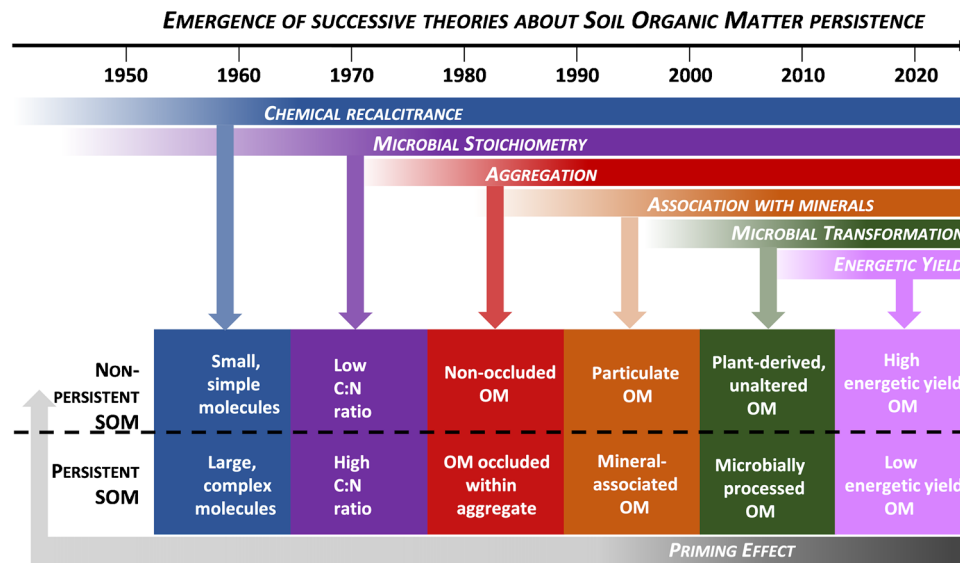 EMERGENCE OF SUCCESSIVE THEORIES ABOUT SOIL ORGANIC MATTER PERSISTENCE
1950 1960 1970 1980 1990 2000 2010 2020
CHEMICAL RECALCITRANCE
MICROBIAL STOICHIOMETRY
AGGREGATION
ASSOCIATION WITH MINERALS
MICROBIAL TRANSFORMATION
ENERGETIC YIELD
NON-
PERSISTENT
SOM
Small,
simple
molecules
Low
C:N
ratio
Non-occluded
OM
Particulate
OM
Plant-derived,
unaltered
OM
High
energetic yield
OM
PERSISTENT
SOM
Large,
complex
molecules
High
C:N
ratio
OM occluded
within
aggregate
Mineral-
associated
OM
Microbially
processed
OM
Low
energetic yield
OM
PRIMING EFFECT